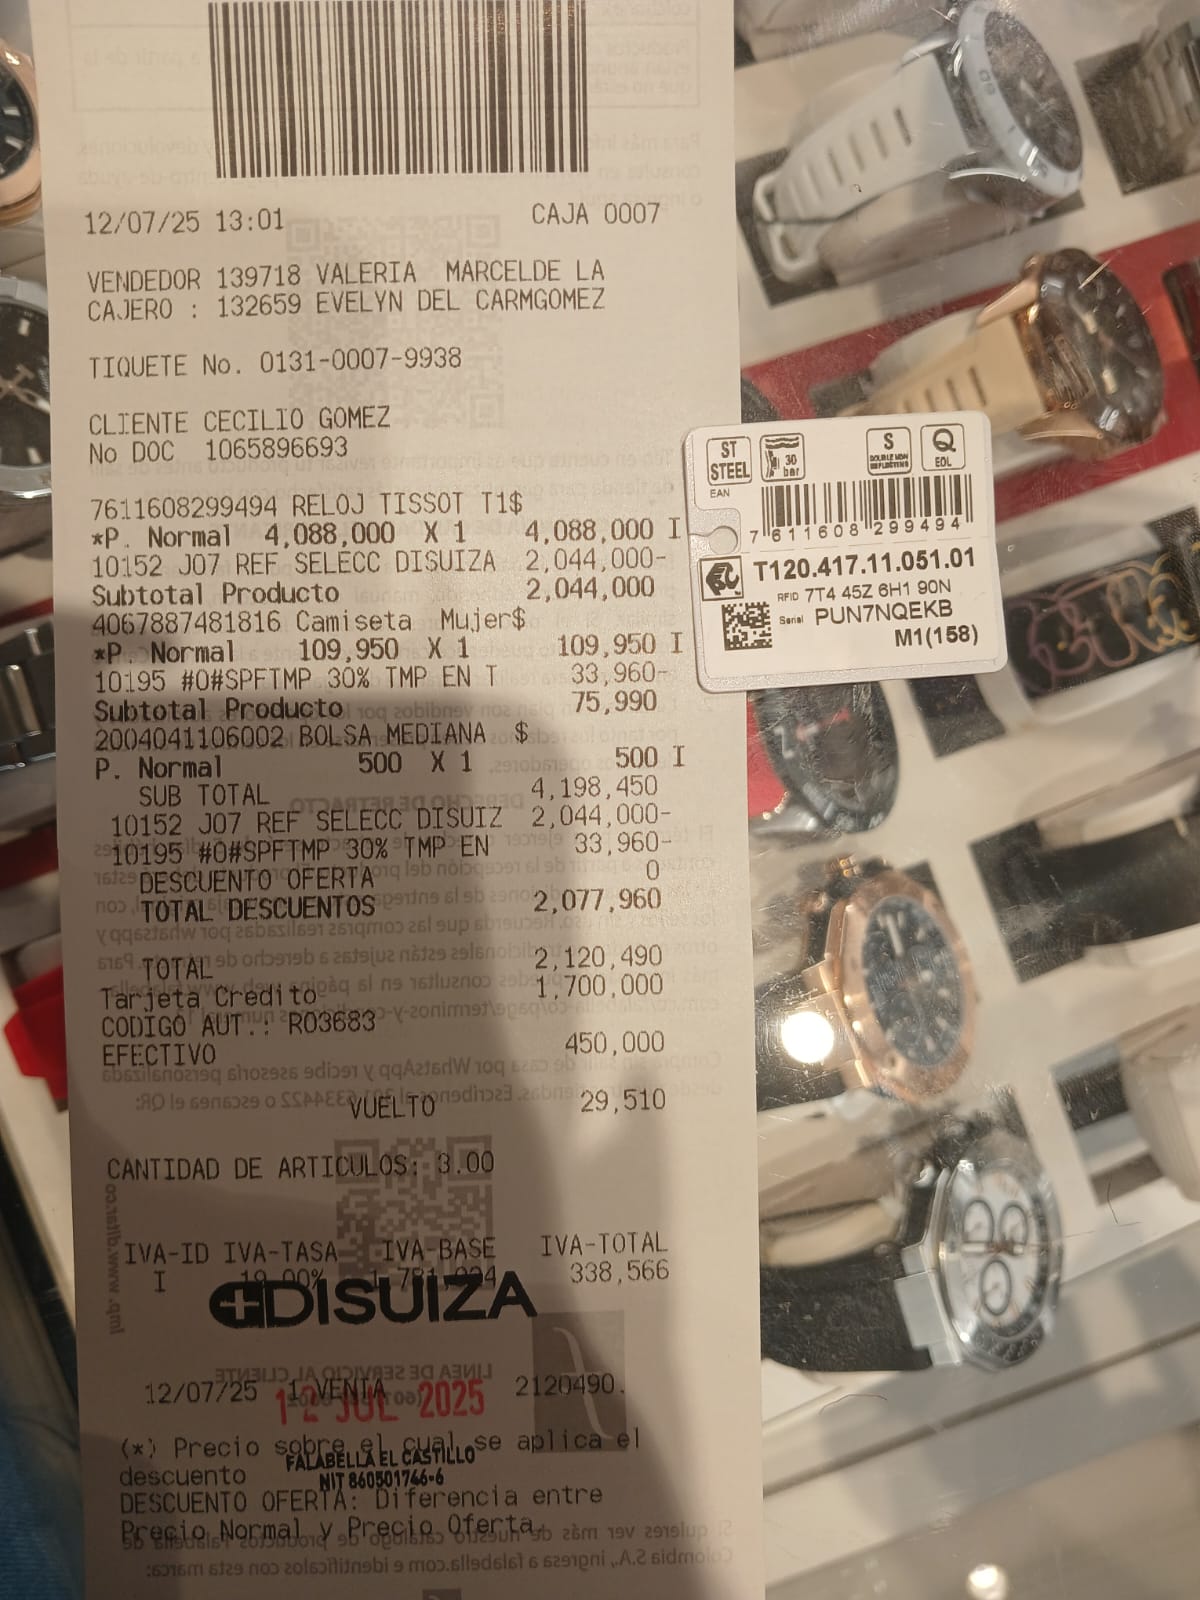 12/07/25 13:01 CAJA 0007
VENDEDOR 139718 VALERIA MARCELDE LA
CAJERO : 132659 EVELYN DEL CARMGOMEZ
TIQUETE No. 0131-0007-9938
CLIENTE CECILIO GOMEZ
No DOC 1065896693
7611608299494 RELOJ TISSOT T1$
*P. Normal 4,088,000 X 1 4,088,000 I
10152 J07 REF SELECC DISUIZA 2,044,000-
Subtotal Producto 2,044,000
4067887481816 Camiseta Mujer$
*P. Normal 109,950 X 1 109,950 I
10195 #0#SPFTMP 30% TMP EN T 33,960-
Subtotal Producto 75,990
2004041106002 BOLSA MEDIANA $
P. Normal 500 X 1 500 I
SUB TOTAL 4,198,450
10152 J07 REF SELECC DISUIZ 2,044,000-
10195 #0#SPFTMP 30% TMP EN 33,960-
DESCUENTO OFERTA 0
TOTAL DESCUENTOS 2,077,960
TOTAL 2,120,490
Tarjeta Credito 1,700,000
CODIGO AUT.: R03683
EFECTIVO 450,000
VUELTO 29,510
CANTIDAD DE ARTICULOS: 3.00
IVA-ID IVA-TASA IVA-BASE IVA-TOTAL
I 19.00% 1,781,924 338,566
DISUIZA
12/07/25 1 VENTA 2120490.
12 JUL 2025
(*) Precio sobre el cual se aplica el
FALABELLA EL CASTILLO
descuento
NIT 860501746-6
DESCUENTO OFERTA: Diferencia entre
Precio Normal y Precio Oferta.
ST STEEL
30 bar
S
Q
EOL
EAN
7 611608 299494
T120.417.11.051.01
RFID 7T4 45Z 6H1 90N
Serial PUN7NQEKB
M1(158)